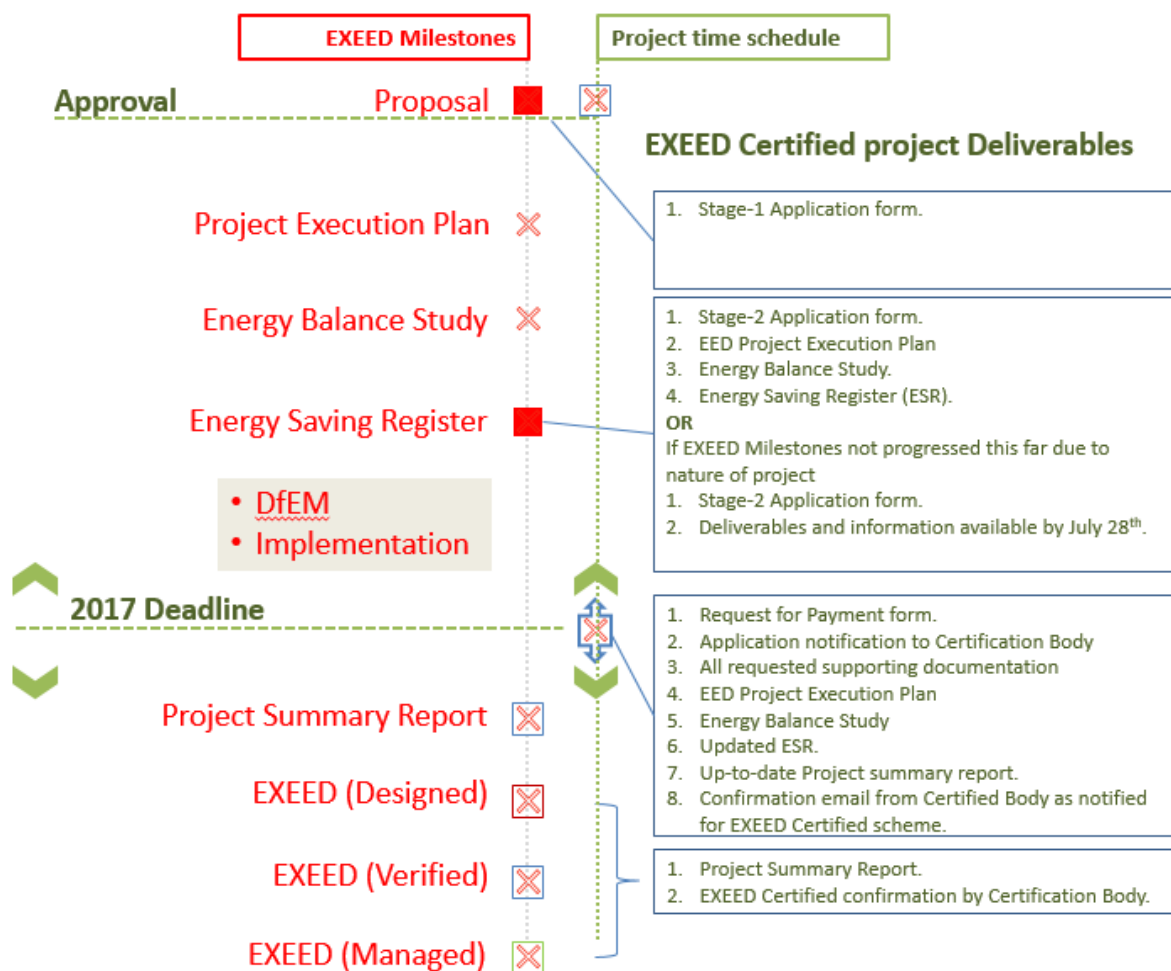 EXEED Milestones
Project time schedule
Approval
Proposal
EXEED Certified project Deliverables
1. Stage-1 Application form.
Project Execution Plan
Energy Balance Study
Energy Saving Register
1. Stage-2 Application form.
2. EED Project Execution Plan
3. Energy Balance Study.
4. Energy Saving Register (ESR).
OR
If EXEED Milestones not progressed this far due to
nature of project
1. Stage-2 Application form.
2. Deliverables and information available by July 28th.
• DfEM
• Implementation
2017 Deadline
1. Request for Payment form.
2. Application notification to Certification Body
3. All requested supporting documentation
4. EED Project Execution Plan
5. Energy Balance Study
6. Updated ESR.
7. Up-to-date Project summary report.
8. Confirmation email from Certified Body as notified
for EXEED Certified scheme.
Project Summary Report
EXEED (Designed)
EXEED (Verified)
EXEED (Managed)
1. Project Summary Report.
2. EXEED Certified confirmation by Certification Body.